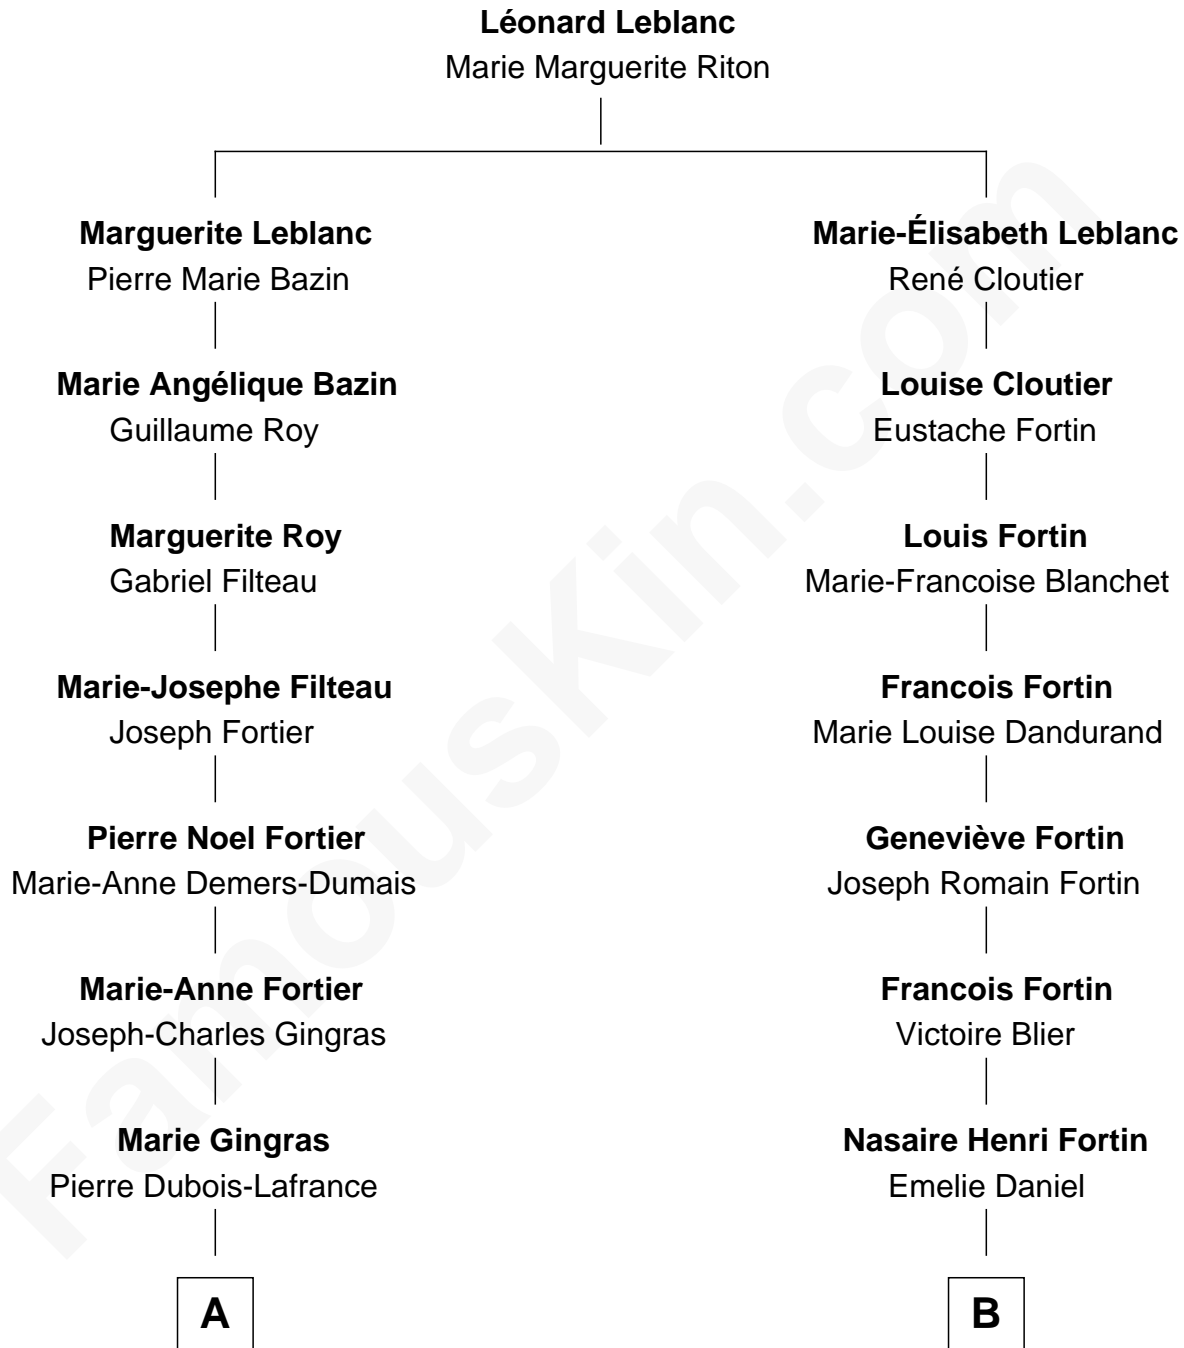 Léonard Leblanc
Marie Marguerite Riton
Marguerite Leblanc
Pierre Marie Bazin
Marie-Élisabeth Leblanc
René Cloutier
Marie Angélique Bazin
Guillaume Roy
Louise Cloutier
Eustache Fortin
Marguerite Roy
Gabriel Filteau
Louis Fortin
Marie-Francoise Blanchet
Marie-Josephe Filteau
Joseph Fortier
Francois Fortin
Marie Louise Dandurand
Pierre Noel Fortier
Marie-Anne Demers-Dumais
Geneviève Fortin
Joseph Romain Fortin
Marie-Anne Fortier
Joseph-Charles Gingras
Francois Fortin
Victoire Blier
Marie Gingras
Pierre Dubois-Lafrance
Nasaire Henri Fortin
Emelie Daniel
A
B
FamousKin.com